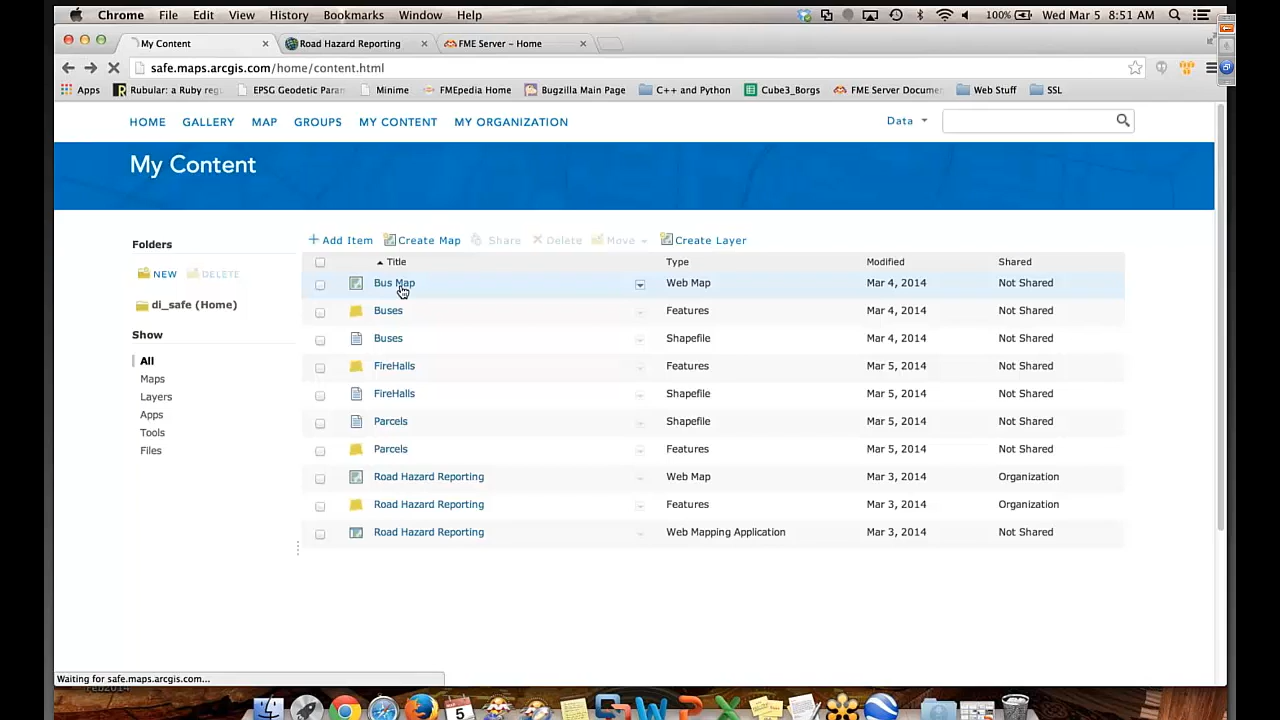 Chrome File Edit View History Bookmarks Window Help 100% Wed Mar 5 8:51 AM
My Content Road Hazard Reporting FME Server – Home
safe.maps.arcgis.com/home/content.html
Apps Rubular: a Ruby reg EPSG Geodetic Param Minime FMEpedia Home Bugzilla Main Page C++ and Python Cube3_Borgs FME Server Documen Web Stuff SSL
HOME GALLERY MAP GROUPS MY CONTENT MY ORGANIZATION Data
My Content
Folders
NEW DELETE
di_safe (Home)
Show
All
Maps
Layers
Apps
Tools
Files
Add Item Create Map Share Delete Move Create Layer
Title Type Modified Shared
Bus Map Web Map Mar 4, 2014 Not Shared
Buses Features Mar 4, 2014 Not Shared
Buses Shapefile Mar 4, 2014 Not Shared
FireHalls Features Mar 5, 2014 Not Shared
FireHalls Shapefile Mar 5, 2014 Not Shared
Parcels Shapefile Mar 5, 2014 Not Shared
Parcels Features Mar 5, 2014 Not Shared
Road Hazard Reporting Web Map Mar 3, 2014 Organization
Road Hazard Reporting Features Mar 3, 2014 Organization
Road Hazard Reporting Web Mapping Application Mar 3, 2014 Not Shared
Waiting for safe.maps.arcgis.com...
Feb2014
5